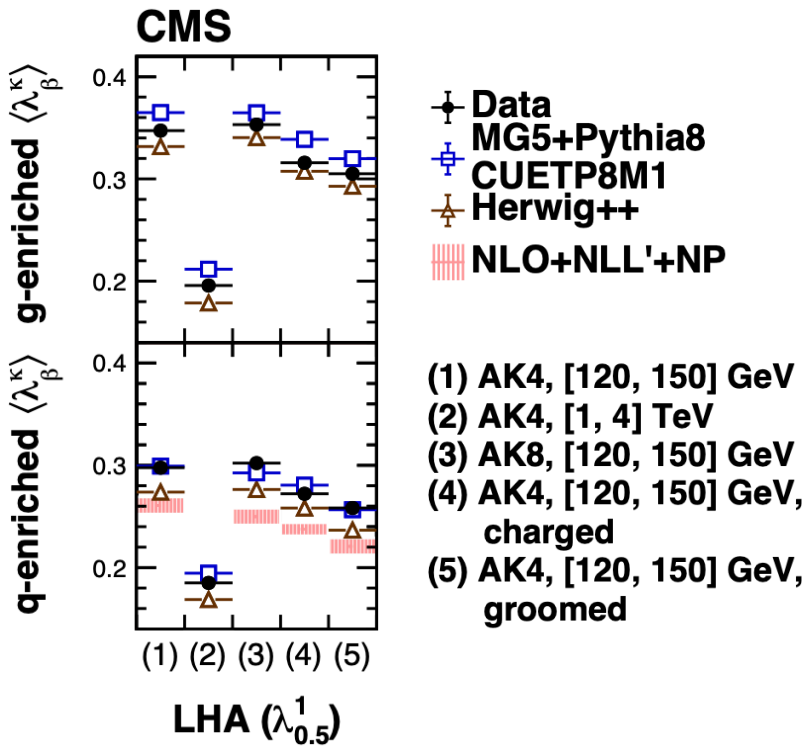 CMS
g-enriched ⟨λ^κ_β⟩
0.4
0.3
0.2
q-enriched ⟨λ^κ_β⟩
0.4
0.3
0.2
(1) (2) (3) (4) (5)
LHA (λ^1_0.5)
Data
MG5+Pythia8
CUETP8M1
Herwig++
NLO+NLL'+NP
(1) AK4, [120, 150] GeV
(2) AK4, [1, 4] TeV
(3) AK8, [120, 150] GeV
(4) AK4, [120, 150] GeV,
charged
(5) AK4, [120, 150] GeV,
groomed